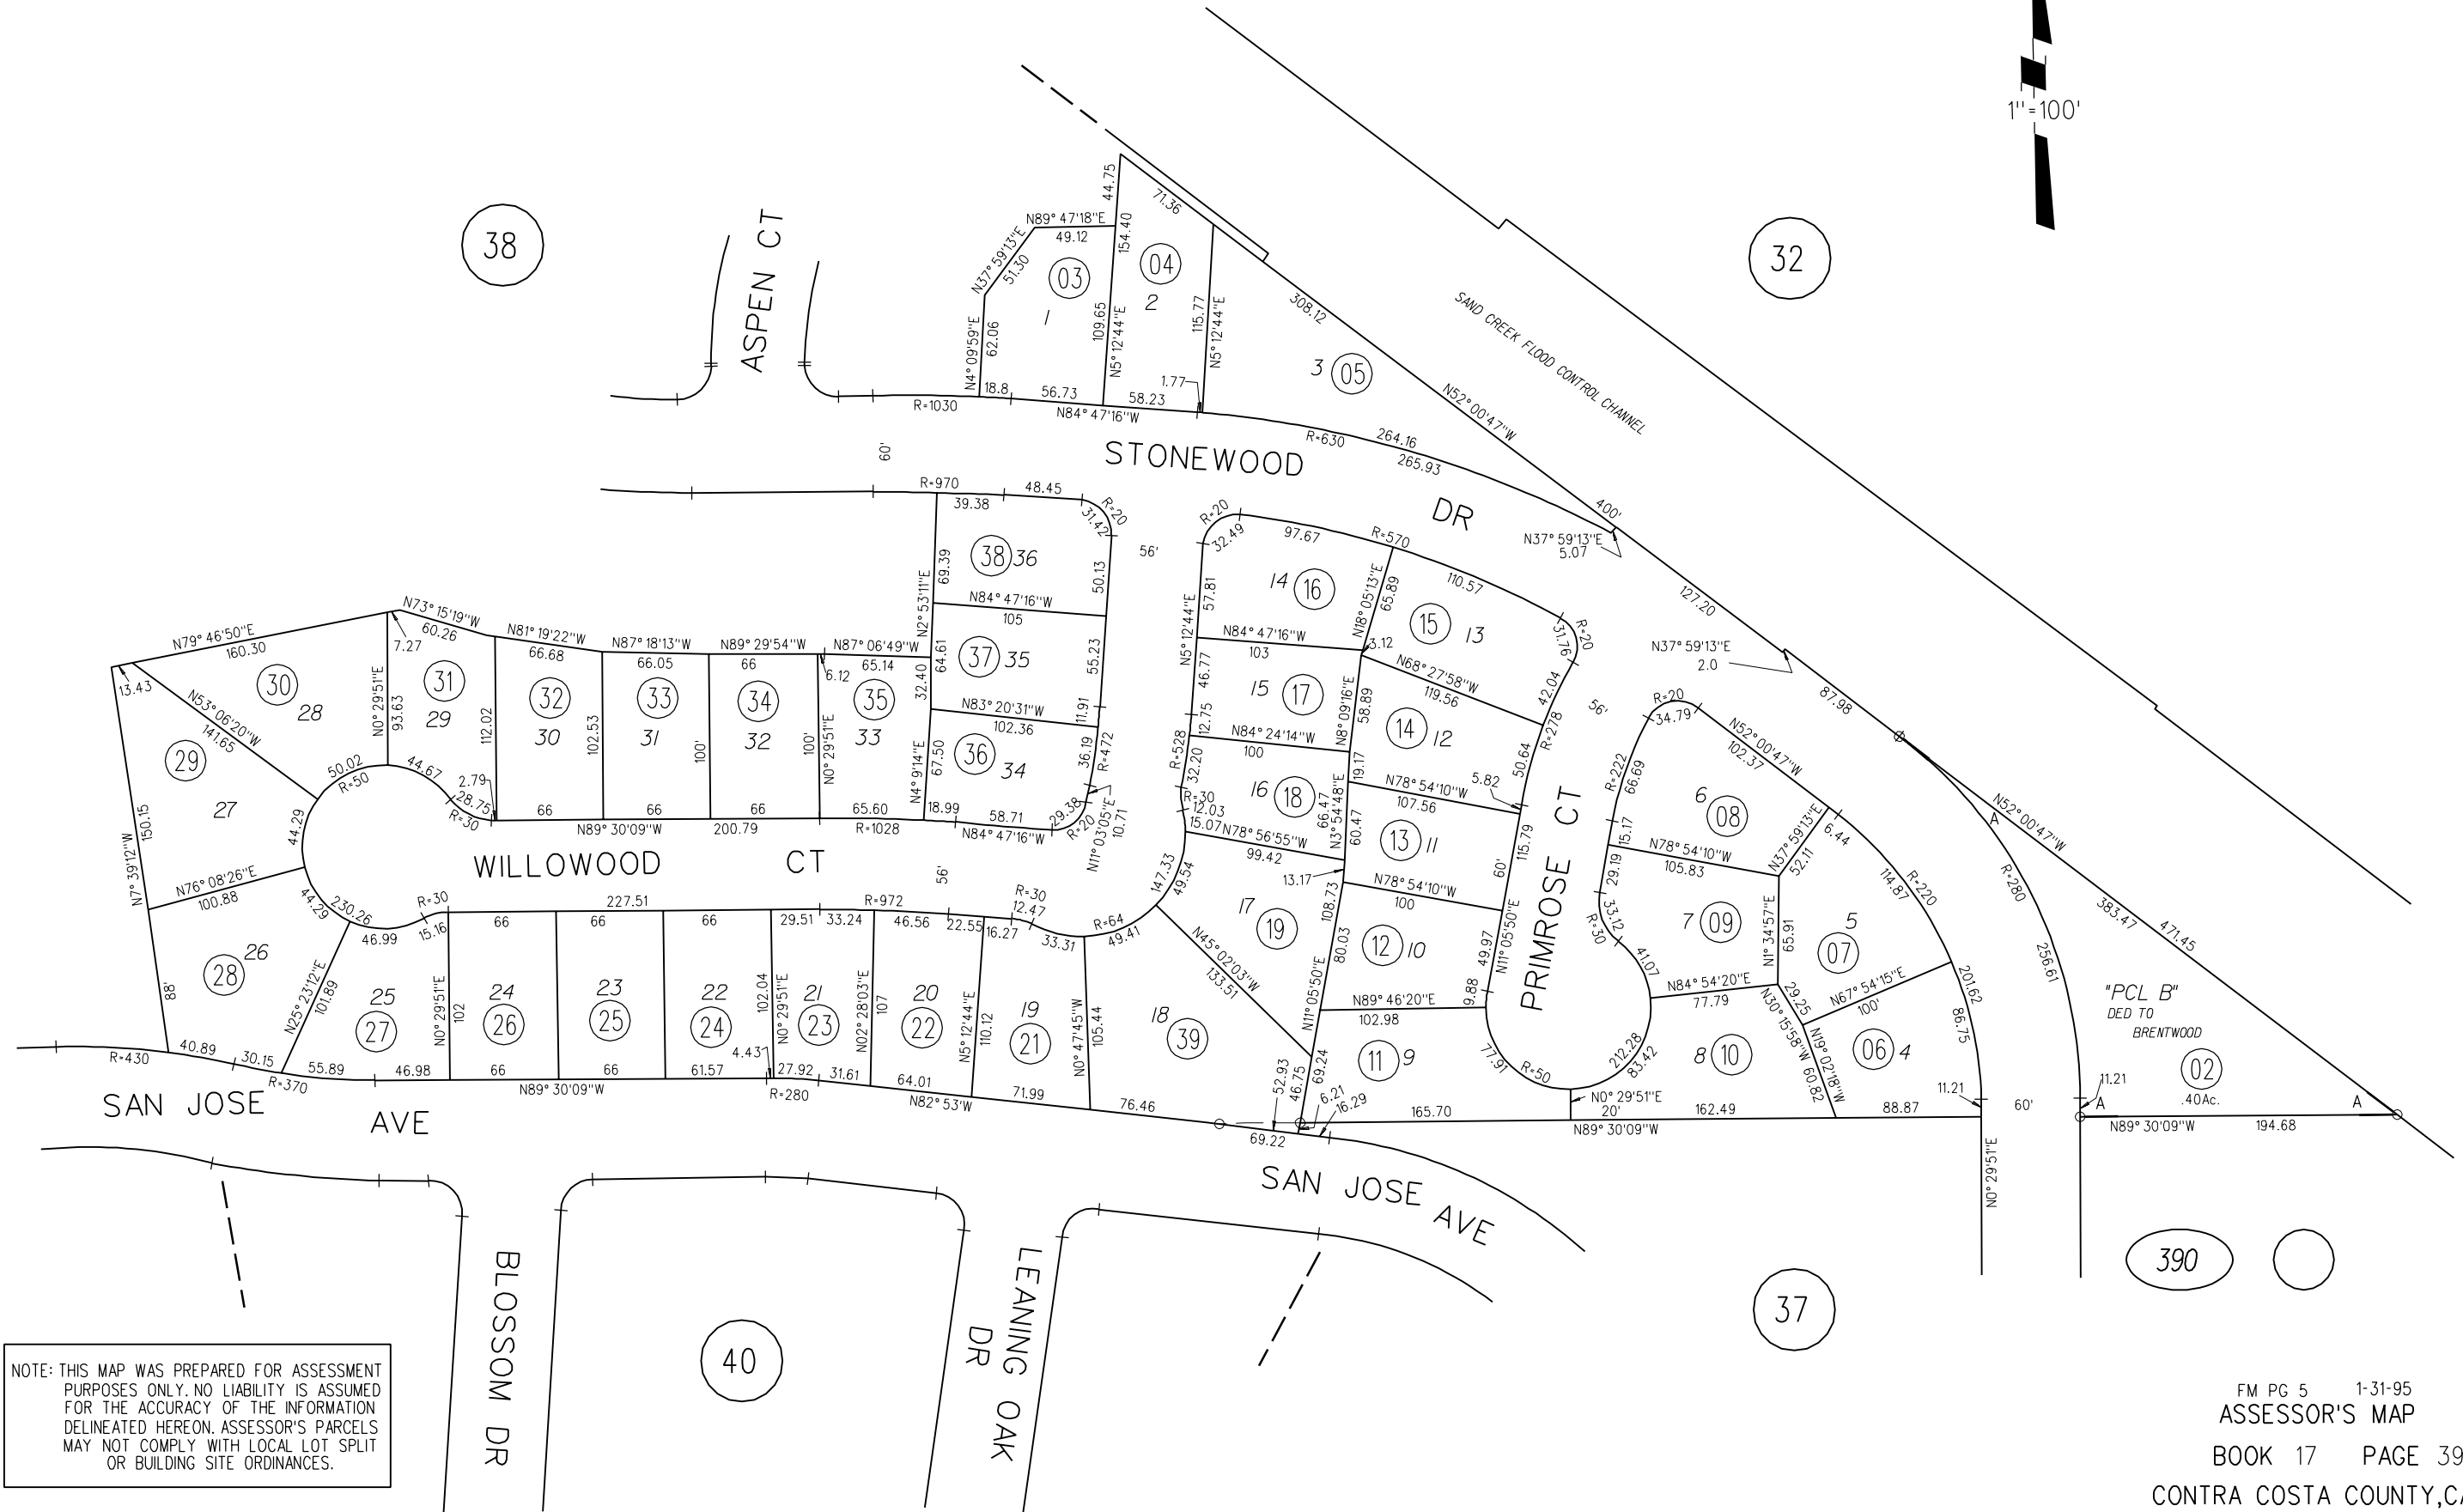 1"=100'
38
32
ASPEN CT
SAND CREEK FLOOD CONTROL CHANNEL
44.75
71.36
N89° 47'18"E
49.12
154.40
N37° 59'13"E
51.30
03
04
1
2
N4° 09'59"E
62.06
109.65
N5° 12'44"E
115.77
N5° 12'44"E
308.12
3
05
N52° 00'47"W
1.77
18.8
56.73
58.23
R=1030
N84° 47'16"W
R=630
264.16
265.93
400'
60'
STONEWOOD
DR
N37° 59'13"E
5.07
127.20
N37° 59'13"E
2.0
87.98
R=970
39.38
48.45
R=20
31.42
56'
R=20
32.49
97.67
R=570
110.57
31.76
R=20
69.39
38
36
50.13
N2° 53'11"E
N84° 47'16"W
105
64.61
37
35
55.23
32.40
N83° 20'31"W
102.36
11.91
67.50
N4° 9'14"E
36
34
36.19
R=472
18.99
58.71
N84° 47'16"W
29.38
R=20
N11° 03'05"E
10.71
57.81
N5° 12'44"E
14
16
N18° 05'13"E
65.89
15
13
N84° 47'16"W
103
3.12
46.77
15
17
N68° 27'58"W
119.56
42.04
N8° 09'16"E
58.89
14
12
12.75
N84° 24'14"W
100
R=528
32.20
R=278
50.64
56'
19.17
N78° 54'10"W
107.56
5.82
16
18
N3° 54'48"E
66.47
60.47
13
11
115.79
R=30
12.03
15.07
N78° 56'55"W
99.42
13.17
N78° 54'10"W
100
60'
147.33
49.54
17
19
108.73
80.03
12
10
49.97
N11° 05'50"E
PRIMROSE CT
R=64
49.41
N45° 02'03"W
133.51
N11° 05'50"E
N89° 46'20"E
102.98
9.88
18
39
11
9
77.91
R=50
212.28
83.42
52.93
46.75
69.24
6.21
16.29
165.70
N0° 29'51"E
20'
162.49
88.87
N89° 30'09"W
R=20
34.79
N52° 00'47"W
102.37
R=222
66.69
6
08
N37° 59'13"E
52.11
6.44
15.17
N78° 54'10"W
105.83
29.19
33.12
R=30
7
09
N1° 34'57"E
65.91
5
07
114.87
R=220
41.07
N84° 54'20"E
77.79
29.25
N67° 54'15"E
100'
N30° 15'58"W
8
10
N19° 02'18"W
60.82
06
4
201.62
86.75
11.21
60'
N0° 29'51"E
A
N52° 00'47"W
R=280
256.61
383.47
471.45
"PCL B"
DED TO
BRENTWOOD
02
.40Ac.
11.21
A
A
N89° 30'09"W
194.68
N79° 46'50"E
160.30
N73° 15'19"W
60.26
7.27
N81° 19'22"W
66.68
N87° 18'13"W
66.05
N89° 29'54"W
66
N87° 06'49"W
65.14
6.12
13.43
30
28
N53° 06'20"W
141.65
N0° 29'51"E
93.63
31
29
112.02
32
30
102.53
33
31
100'
34
32
100'
N0° 29'51"E
35
33
29
27
N7° 39'12"W
150.15
50.02
R=50
44.67
2.79
28.75
R=30
66
66
66
65.60
N89° 30'09"W
200.79
R=1028
44.29
WILLOWOOD CT
56'
N76° 08'26"E
100.88
44.29
230.26
46.99
R=30
15.16
227.51
66
66
66
29.51
33.24
R=972
46.56
22.55
R=30
12.47
16.27
33.31
88'
28
26
N25° 23'12"E
101.89
25
27
N0° 29'51"E
102
24
26
23
25
22
24
102.04
N0° 29'51"E
21
23
N02° 28'03"E
107
20
22
N5° 12'44"E
110.12
19
21
N0° 47'45"W
105.44
40.89
R=430
30.15
R=370
55.89
46.98
66
66
61.57
4.43
27.92
31.61
64.01
71.99
76.46
69.22
N89° 30'09"W
R=280
N82° 53'W
SAN JOSE
AVE
SAN JOSE AVE
BLOSSOM DR
LEANING OAK
DR
40
37
390
NOTE: THIS MAP WAS PREPARED FOR ASSESSMENT
PURPOSES ONLY. NO LIABILITY IS ASSUMED
FOR THE ACCURACY OF THE INFORMATION
DELINEATED HEREON. ASSESSOR'S PARCELS
MAY NOT COMPLY WITH LOCAL LOT SPLIT
OR BUILDING SITE ORDINANCES.
FM PG 5 1-31-95
ASSESSOR'S MAP
BOOK 17 PAGE 39
CONTRA COSTA COUNTY, CA